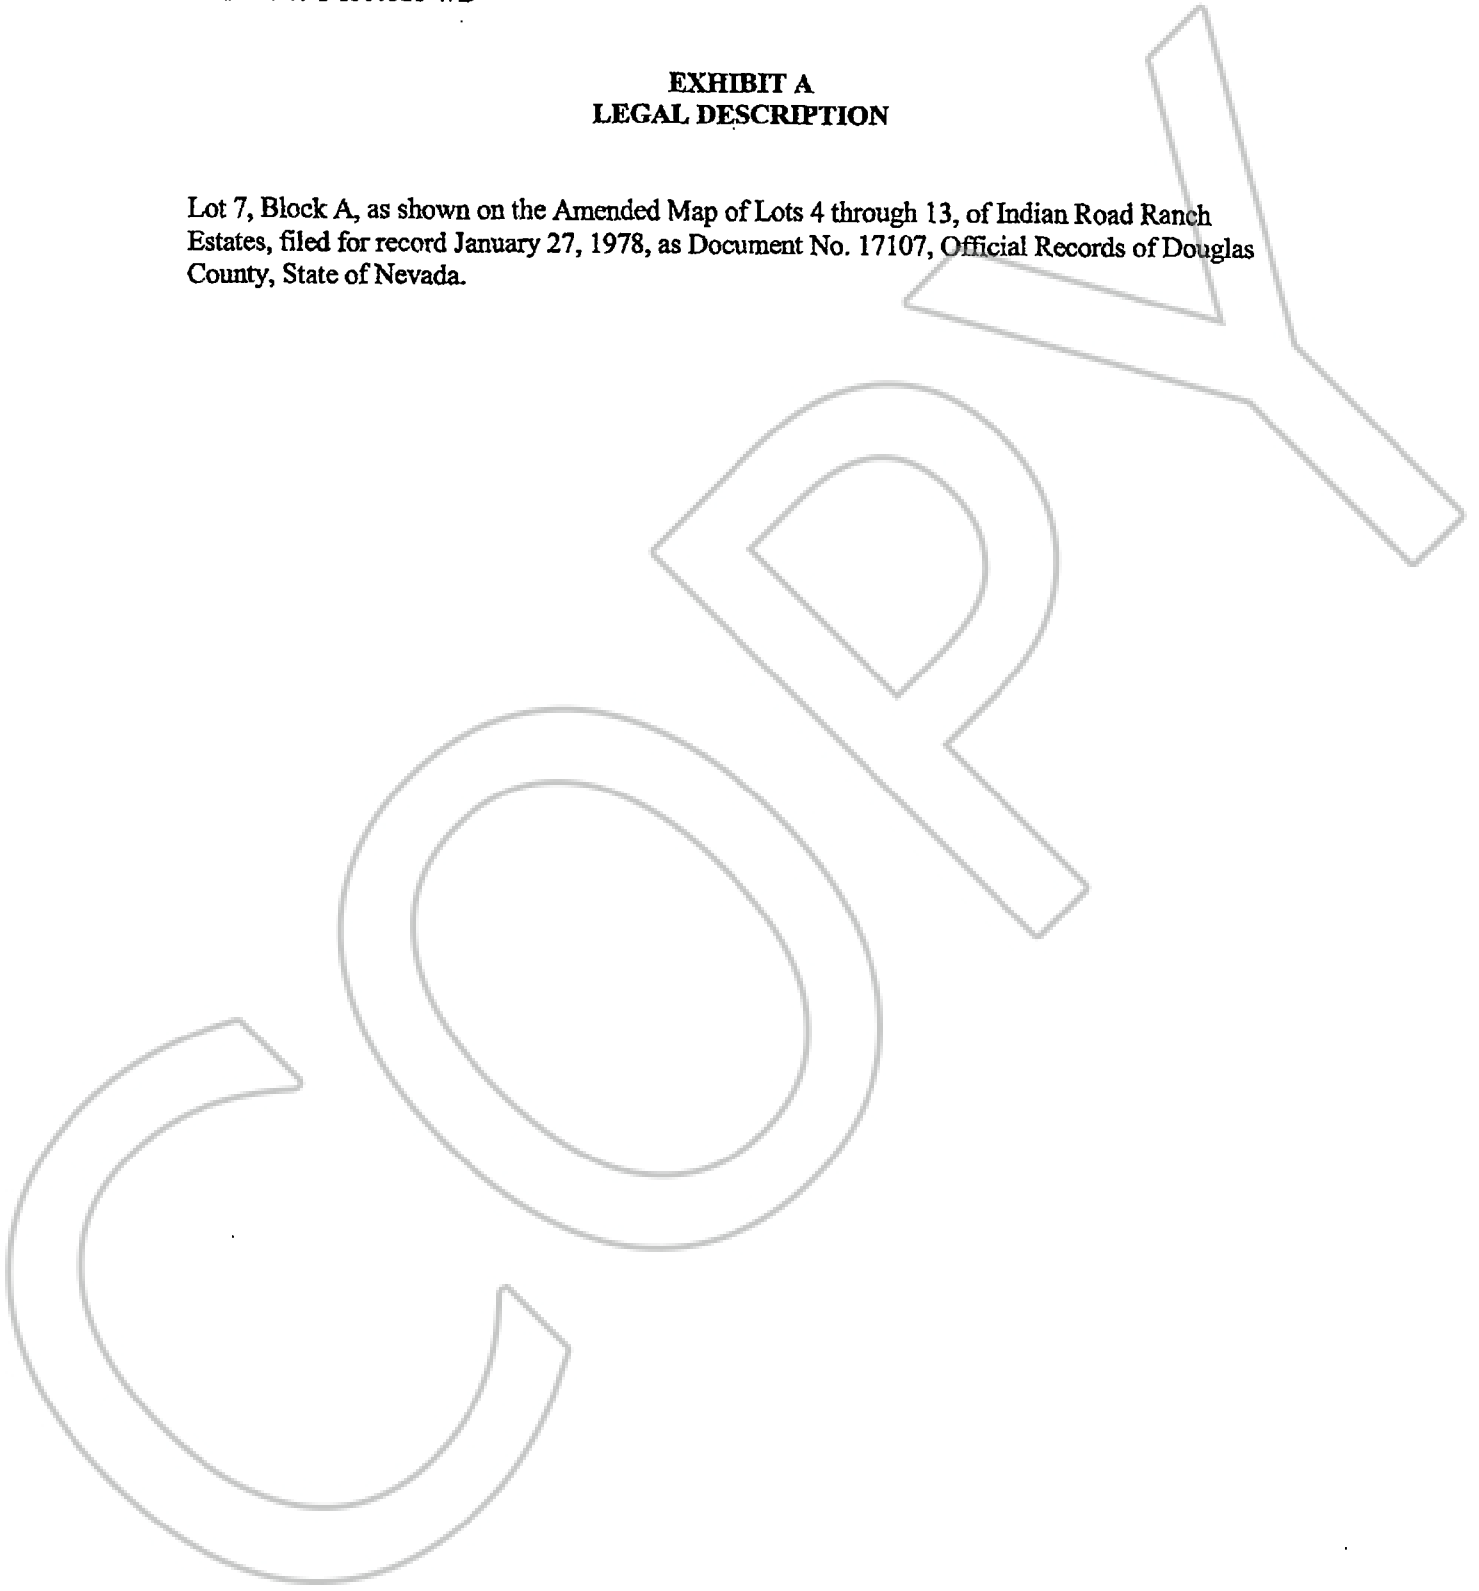 EXHIBIT A
LEGAL DESCRIPTION
Lot 7, Block A, as shown on the Amended Map of Lots 4 through 13, of Indian Road Ranch
Estates, filed for record January 27, 1978, as Document No. 17107, Official Records of Douglas
County, State of Nevada.
COPY